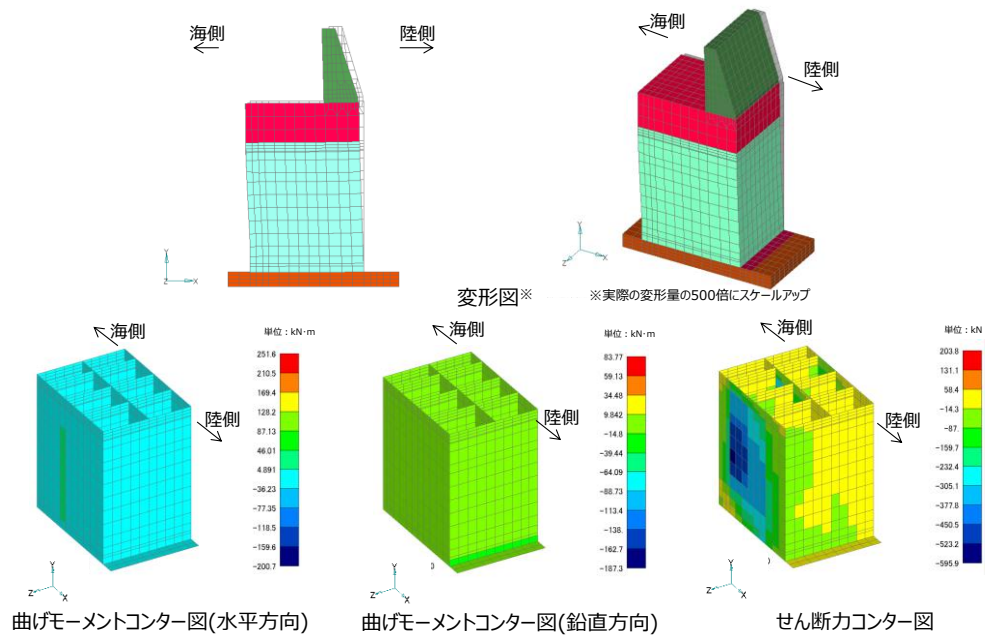 海側
陸側
海側
陸側
Y
X
Y
X
Z
変形図※
※実際の変形量の500倍にスケールアップ
海側
陸側
単位：kN·m
251.6
210.5
169.4
128.2
87.13
46.01
4.891
-36.23
-77.35
-118.5
-159.6
-200.7
Y
Z
X
曲げモーメントコンター図(水平方向)
海側
陸側
単位：kN·m
83.77
59.13
34.48
9.842
-14.8
-39.44
-64.09
-88.73
-113.4
-138.
-162.7
-187.3
Y
Z
X
曲げモーメントコンター図(鉛直方向)
海側
陸側
単位：kN
203.8
131.1
58.4
-14.3
-87.
-159.7
-232.4
-305.1
-377.8
-450.5
-523.2
-595.9
Y
Z
X
せん断力コンター図